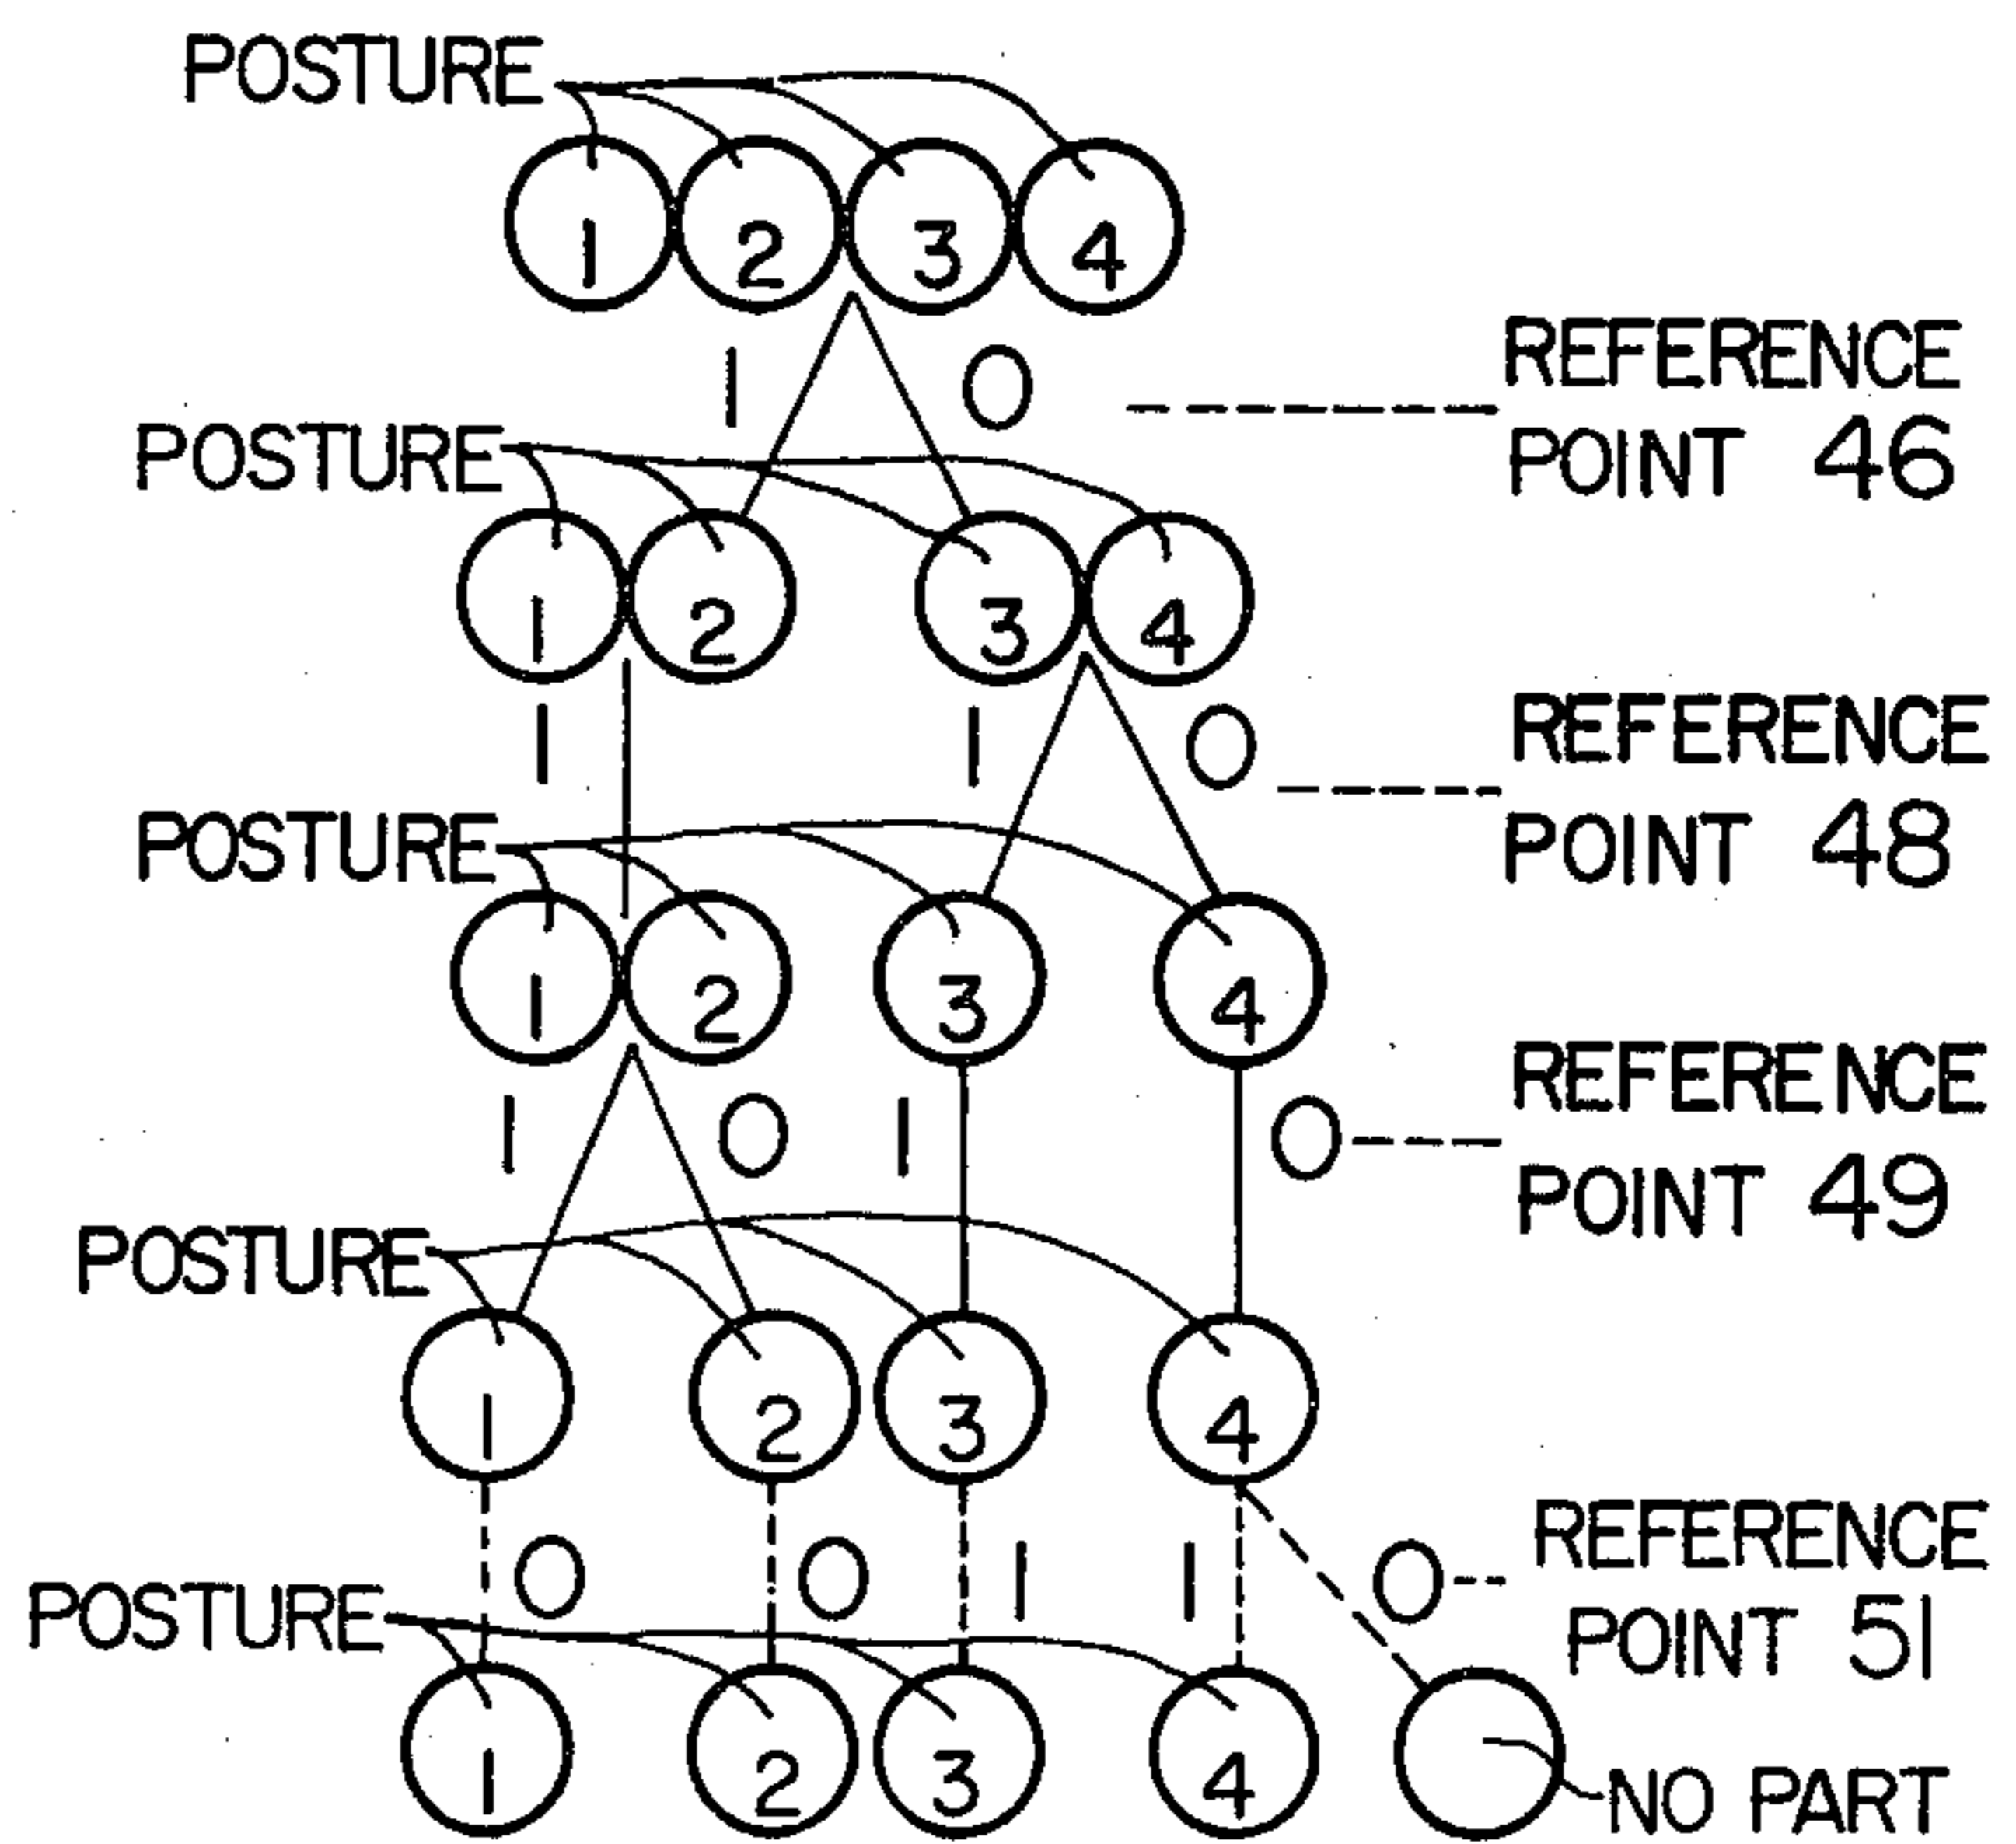 POSTURE
1 2 3 4
1 0
REFERENCE
POINT 46
POSTURE
1 2 3 4
1 1 0
REFERENCE
POINT 48
POSTURE
1 2 3 4
1 0 1 0
REFERENCE
POINT 49
POSTURE
1 2 3 4
0 0 1 1 0
REFERENCE
POINT 51
POSTURE
1 2 3 4
NO PART